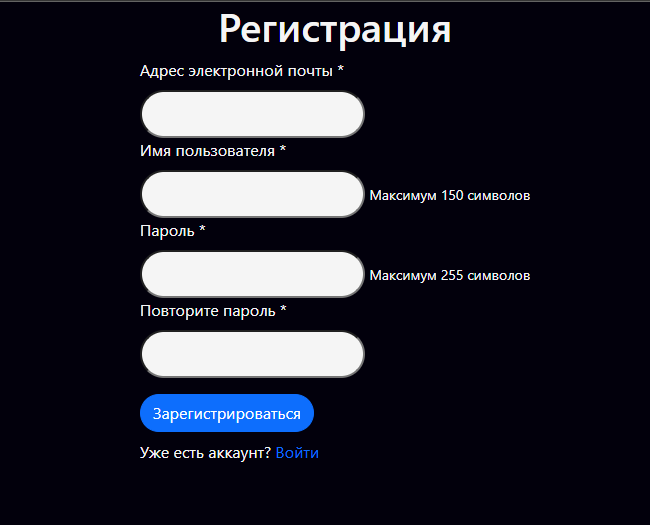 Регистрация
Адрес электронной почты *
Имя пользователя *
Максимум 150 символов
Пароль *
Максимум 255 символов
Повторите пароль *
Зарегистрироваться
Уже есть аккаунт? Войти